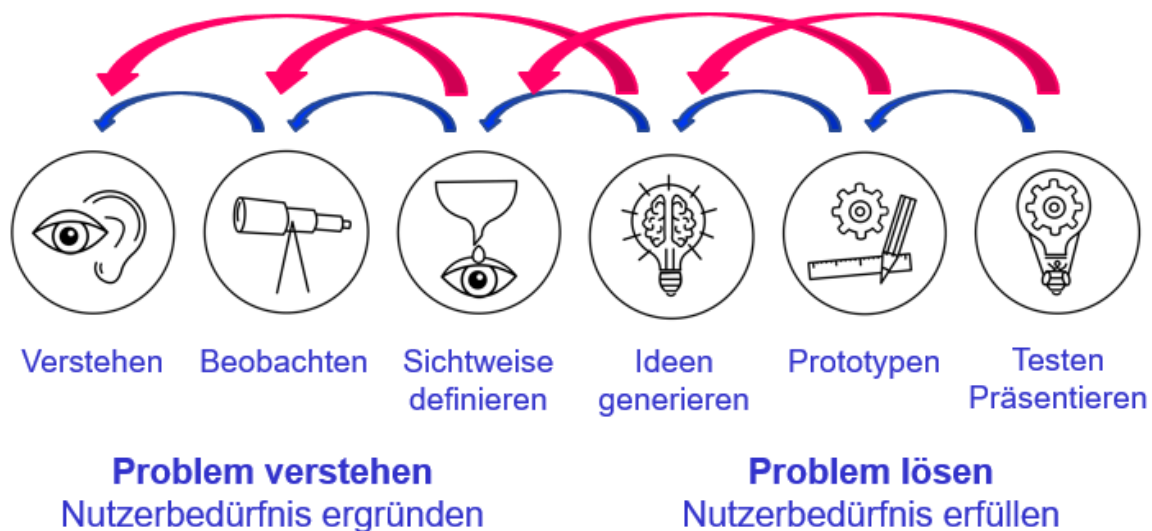 Verstehen
Beobachten
Sichtweise
definieren
Ideen
generieren
Prototypen
Testen
Präsentieren
Problem verstehen
Nutzerbedürfnis ergründen
Problem lösen
Nutzerbedürfnis erfüllen